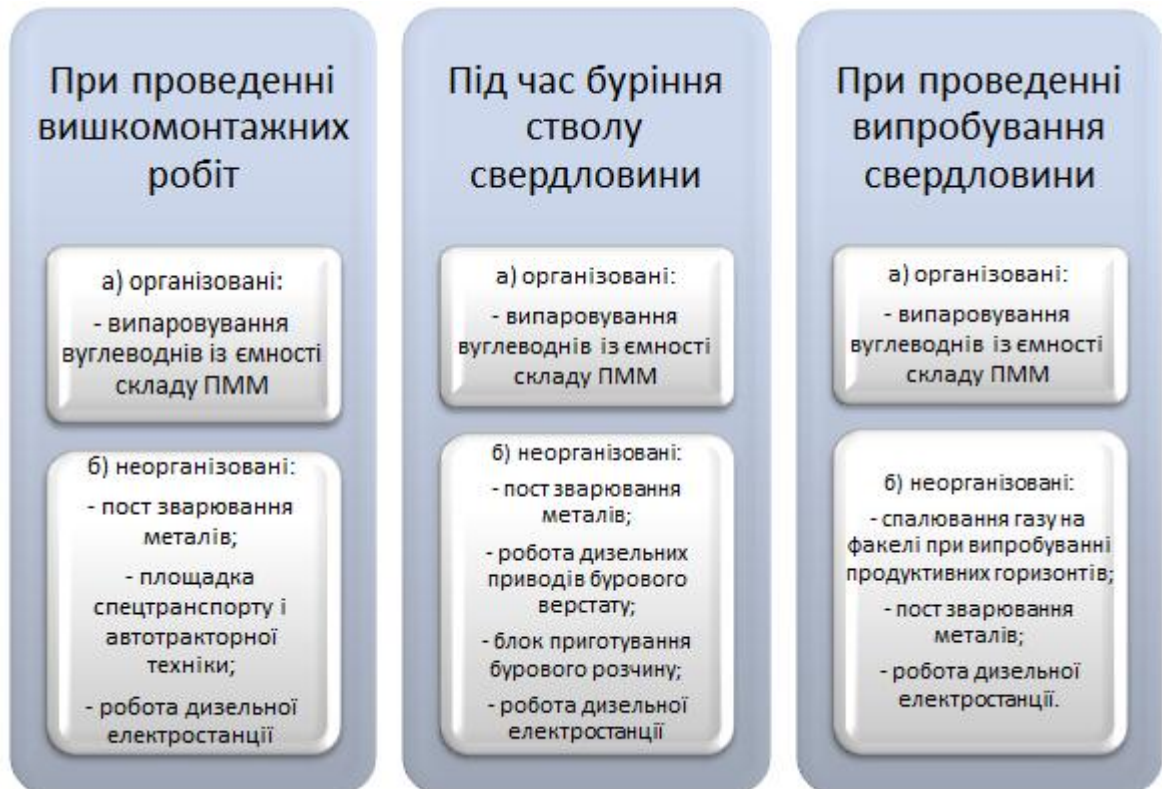 При проведенні
вишкомонтажних
робіт
а) організовані:
- випаровування
вуглеводнів із ємності
складу ПММ
б) неорганізовані:
- пост зварювання
металів;
- площадка
спецтранспорту і
автотракторної
техніки;
- робота дизельної
електростанції
Під час буріння
стволу
свердловини
а) організовані:
- випаровування
вуглеводнів із ємності
складу ПММ
б) неорганізовані:
- пост зварювання
металів;
- робота дизельних
приводів бурового
верстату;
- блок приготування
бурового розчину;
- робота дизельної
електростанції
При проведенні
випробування
свердловини
а) організовані:
- випаровування
вуглеводнів із ємності
складу ПММ
б) неорганізовані:
- спалювання газу на
факелі при випробуванні
продуктивних горизонтів;
- пост зварювання
металів;
- робота дизельної
електростанції.